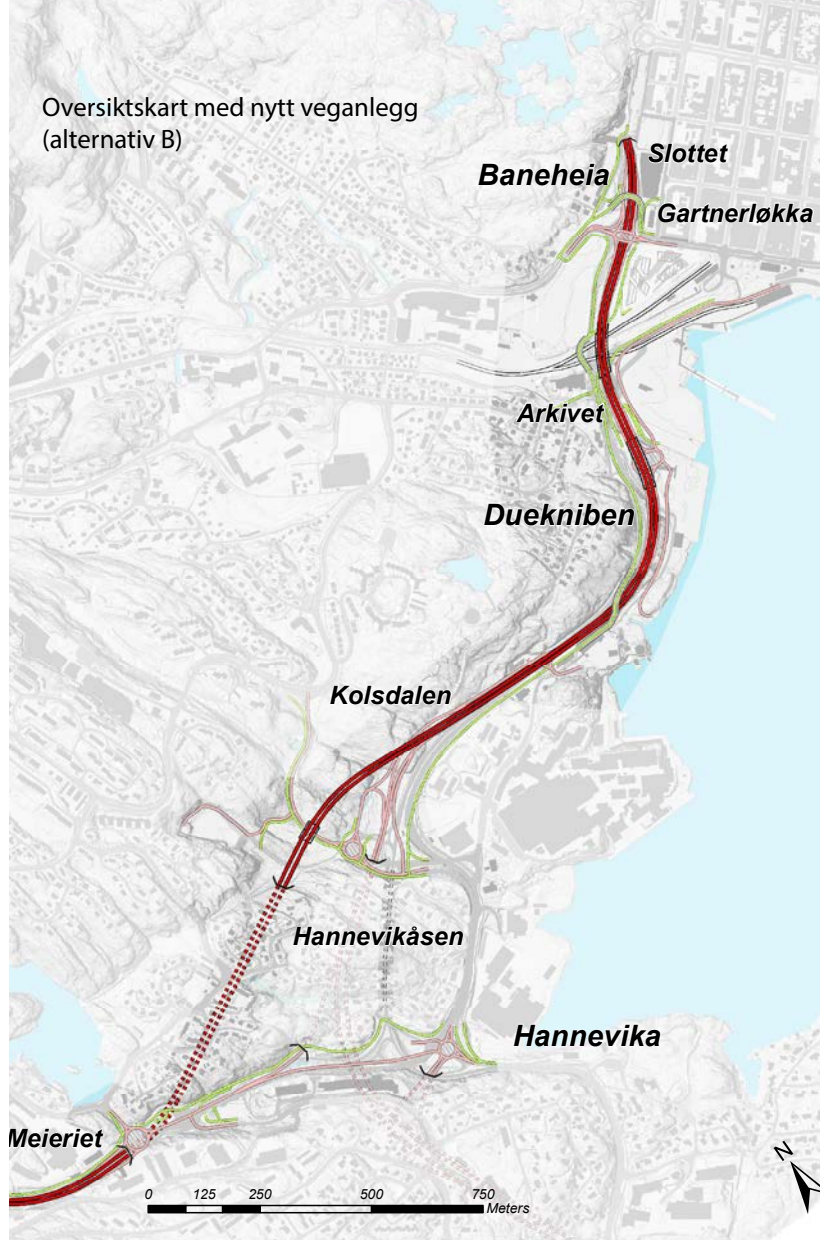 Oversiktskart med nytt veganlegg
(alternativ B)
Slottet
Baneheia
Gartnerløkka
Arkivet
Duekniben
Kolsdalen
Hannevikåsen
Hannevika
Meieriet
N
0 125 250 500 750
Meters